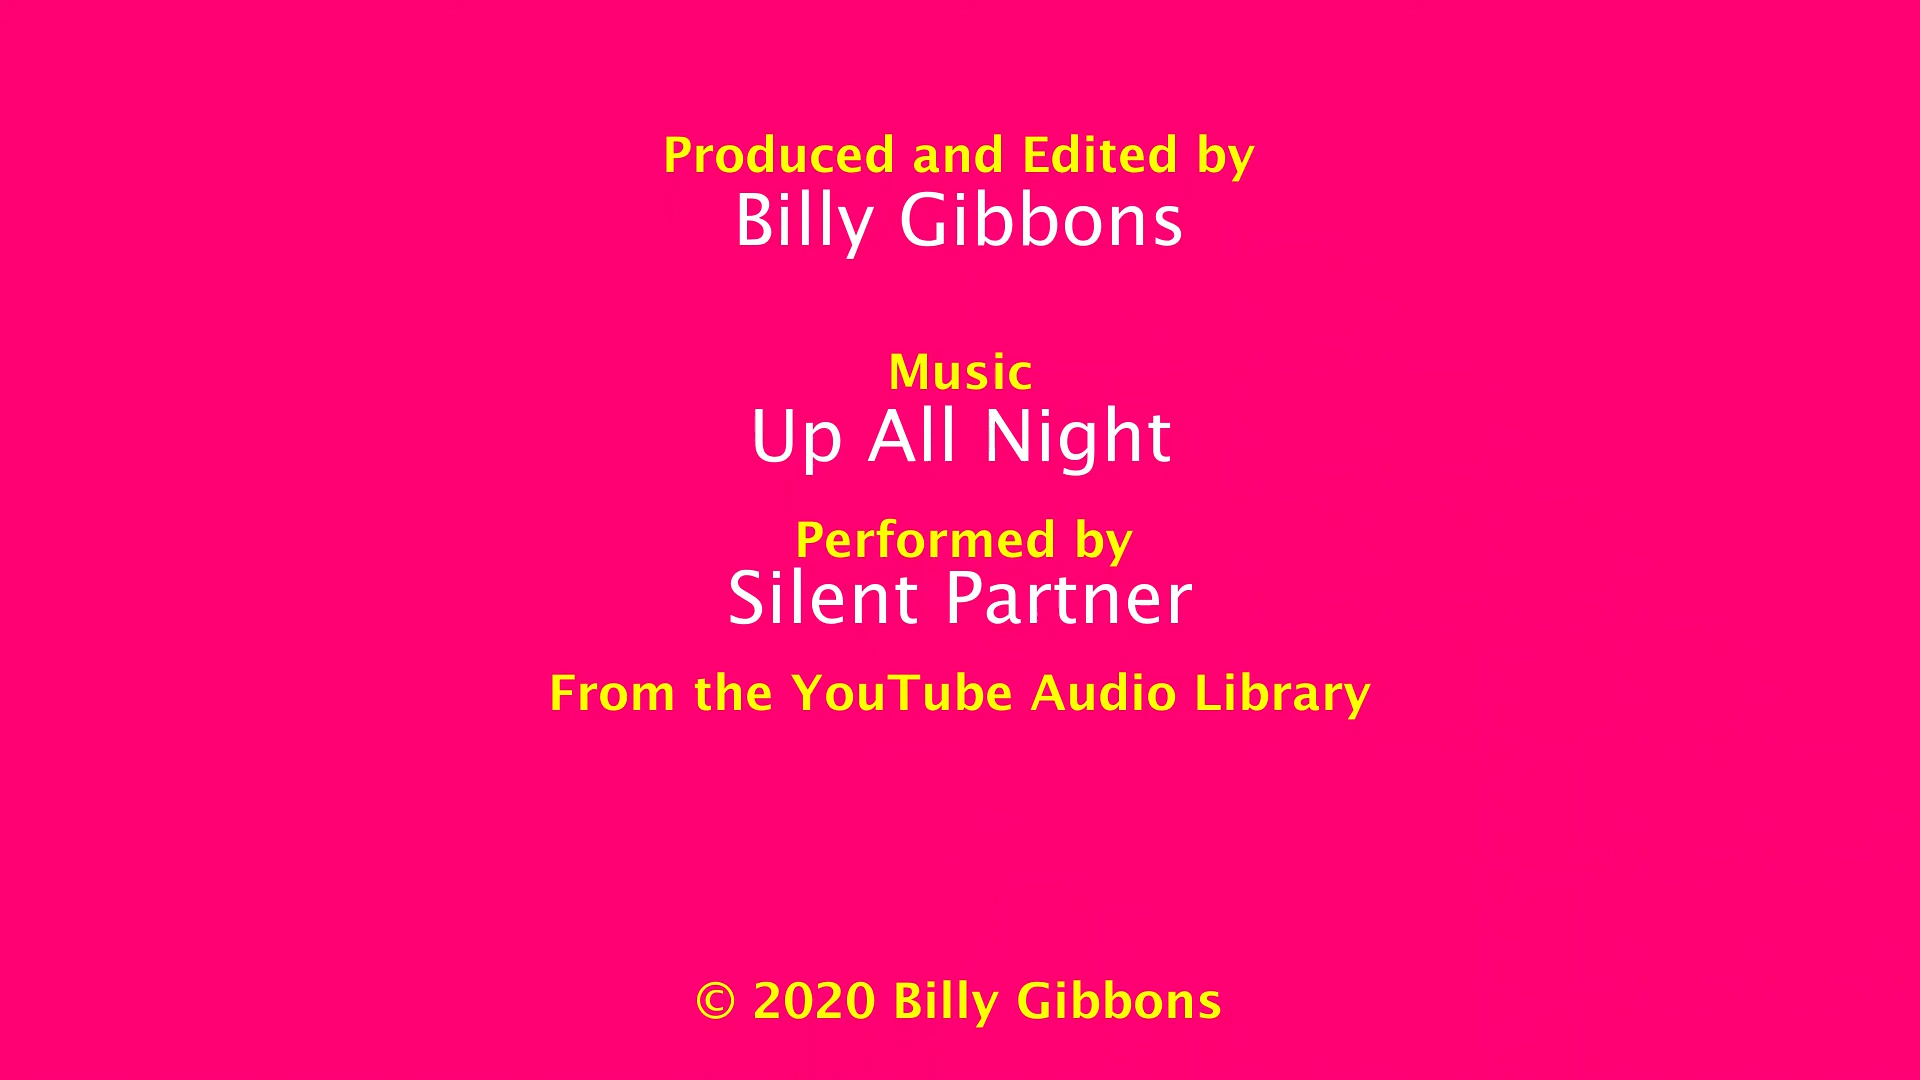 Produced and Edited by
Billy Gibbons
Music
Up All Night
Performed by
Silent Partner
From the YouTube Audio Library
© 2020 Billy Gibbons